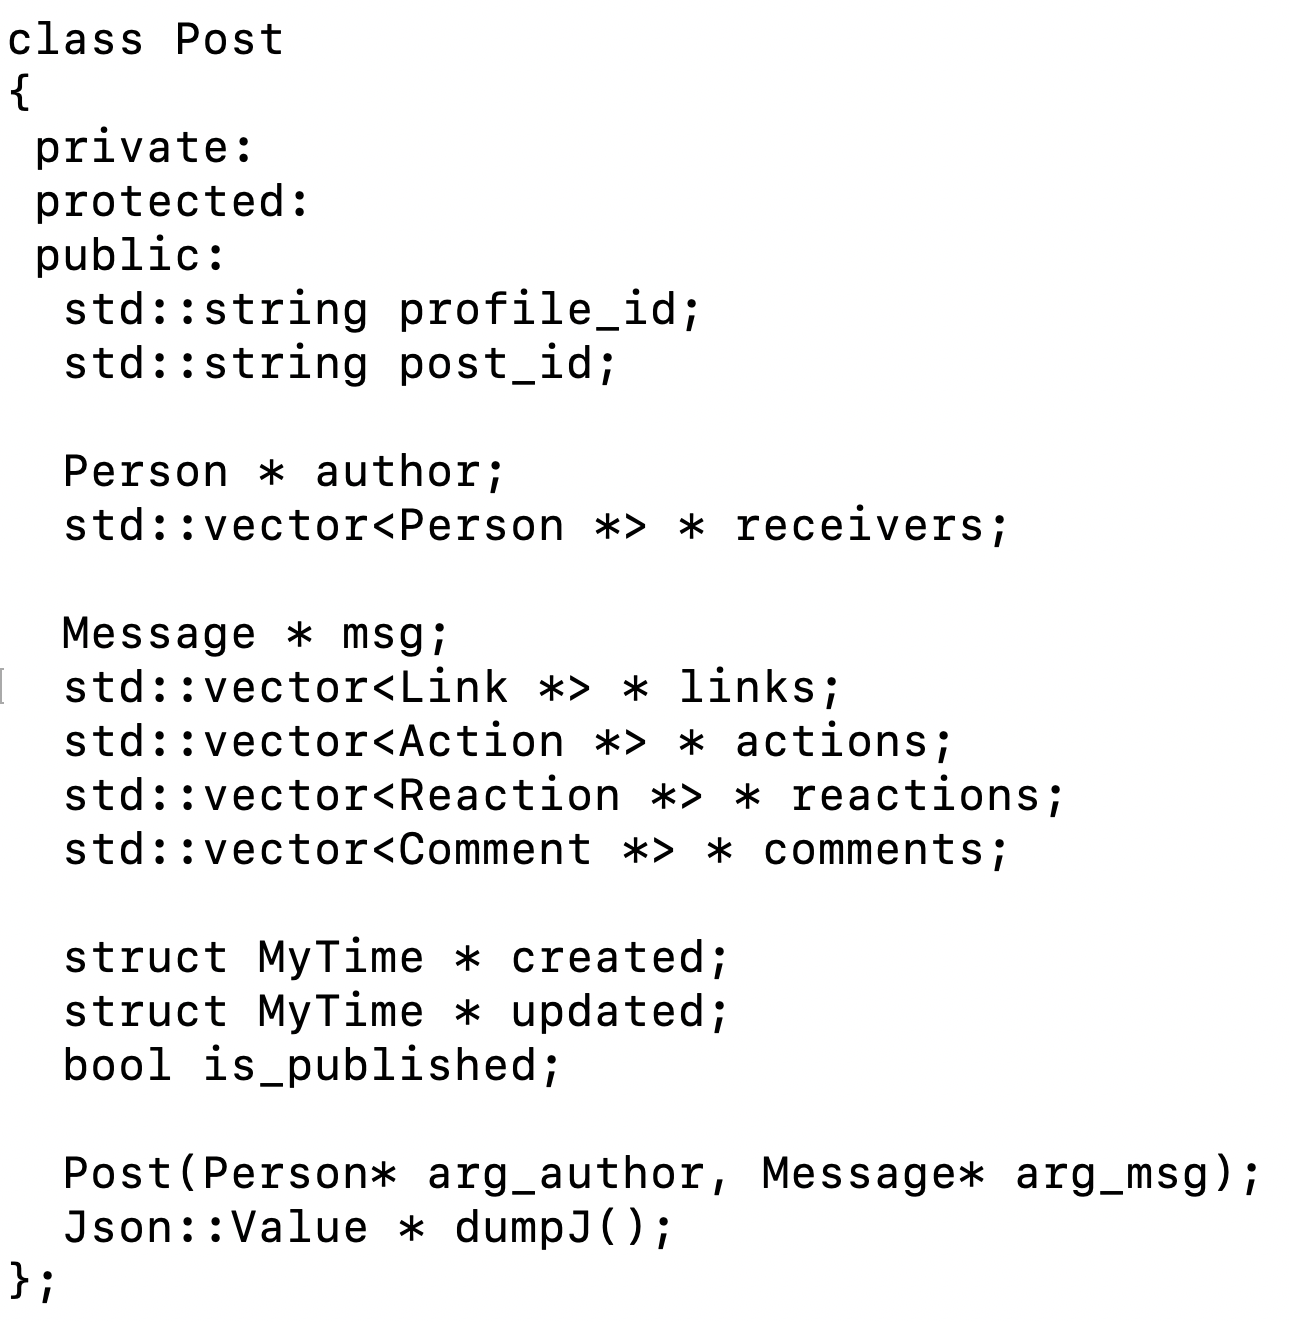 class Post
{
 private:
 protected:
 public:
  std::string profile_id;
  std::string post_id;

  Person * author;
  std::vector<Person *> * receivers;

  Message * msg;
  std::vector<Link *> * links;
  std::vector<Action *> * actions;
  std::vector<Reaction *> * reactions;
  std::vector<Comment *> * comments;

  struct MyTime * created;
  struct MyTime * updated;
  bool is_published;

  Post(Person* arg_author, Message* arg_msg);
  Json::Value * dumpJ();
};